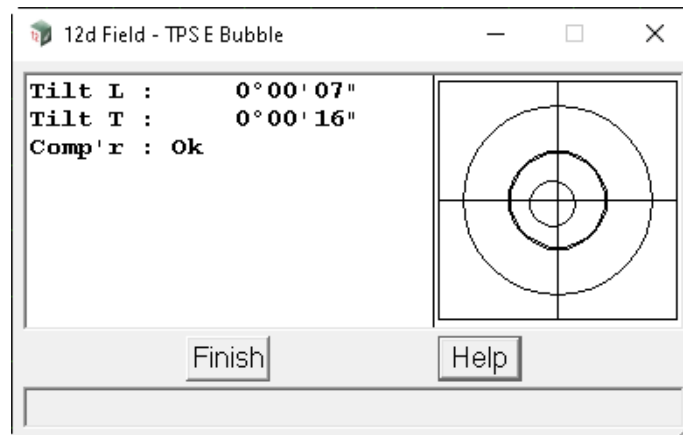 12d Field - TPS E Bubble
Tilt L : 0°00'07"
Tilt T : 0°00'16"
Comp'r : Ok
Finish Help